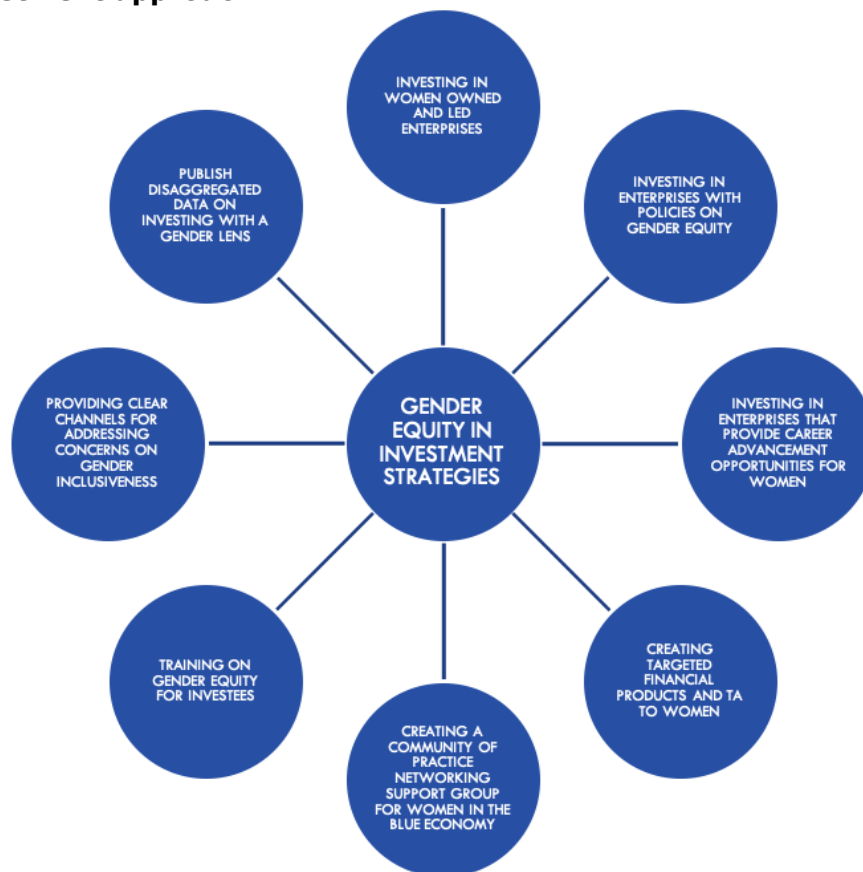 INVESTING IN
WOMEN OWNED
AND LED
ENTERPRISES
INVESTING IN
ENTERPRISES WITH
POLICIES ON
GENDER EQUITY
INVESTING IN
ENTERPRISES THAT
PROVIDE CAREER
ADVANCEMENT
OPPORTUNITIES FOR
WOMEN
CREATING
TARGETED
FINANCIAL
PRODUCTS AND TA
TO WOMEN
CREATING A
COMMUNITY OF
PRACTICE
NETWORKING
SUPPORT GROUP
FOR WOMEN IN THE
BLUE ECONOMY
TRAINING ON
GENDER EQUITY
FOR INVESTEES
PROVIDING CLEAR
CHANNELS FOR
ADDRESSING
CONCERNS ON
GENDER
INCLUSIVENESS
PUBLISH
DISAGGREGATED
DATA ON
INVESTING WITH A
GENDER LENS
GENDER
EQUITY IN
INVESTMENT
STRATEGIES